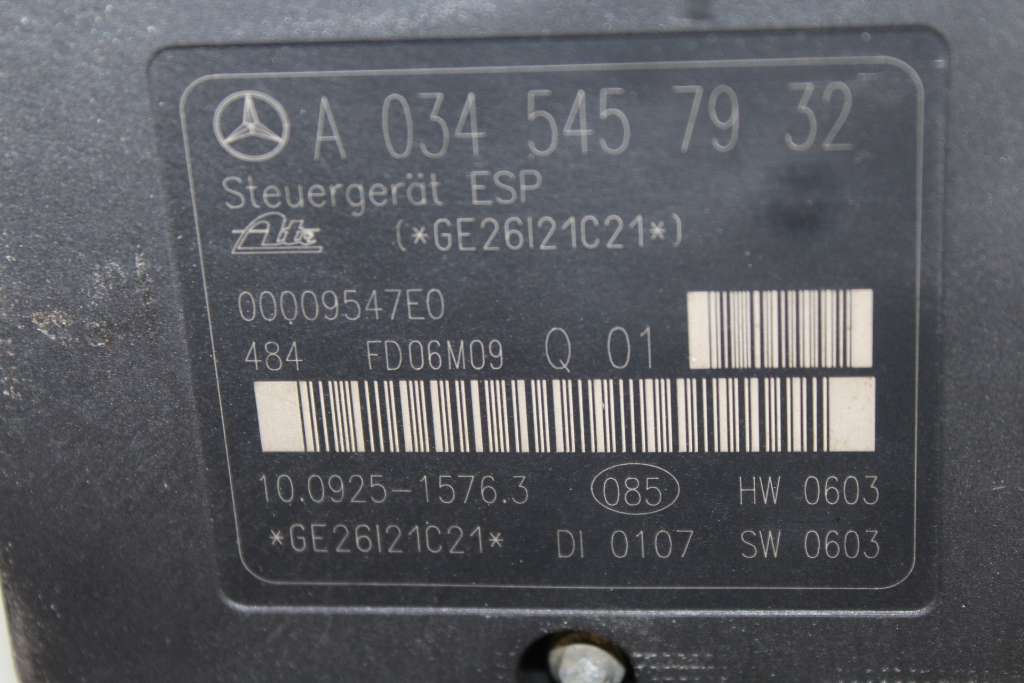 A 034 545 79 32
Steuergerät ESP
Ate (*GE26I21C21*)
00009547E0
484 FD06M09 Q 01
10.0925-1576.3 085 HW 0603
*GE26I21C21* DI 0107 SW 0603